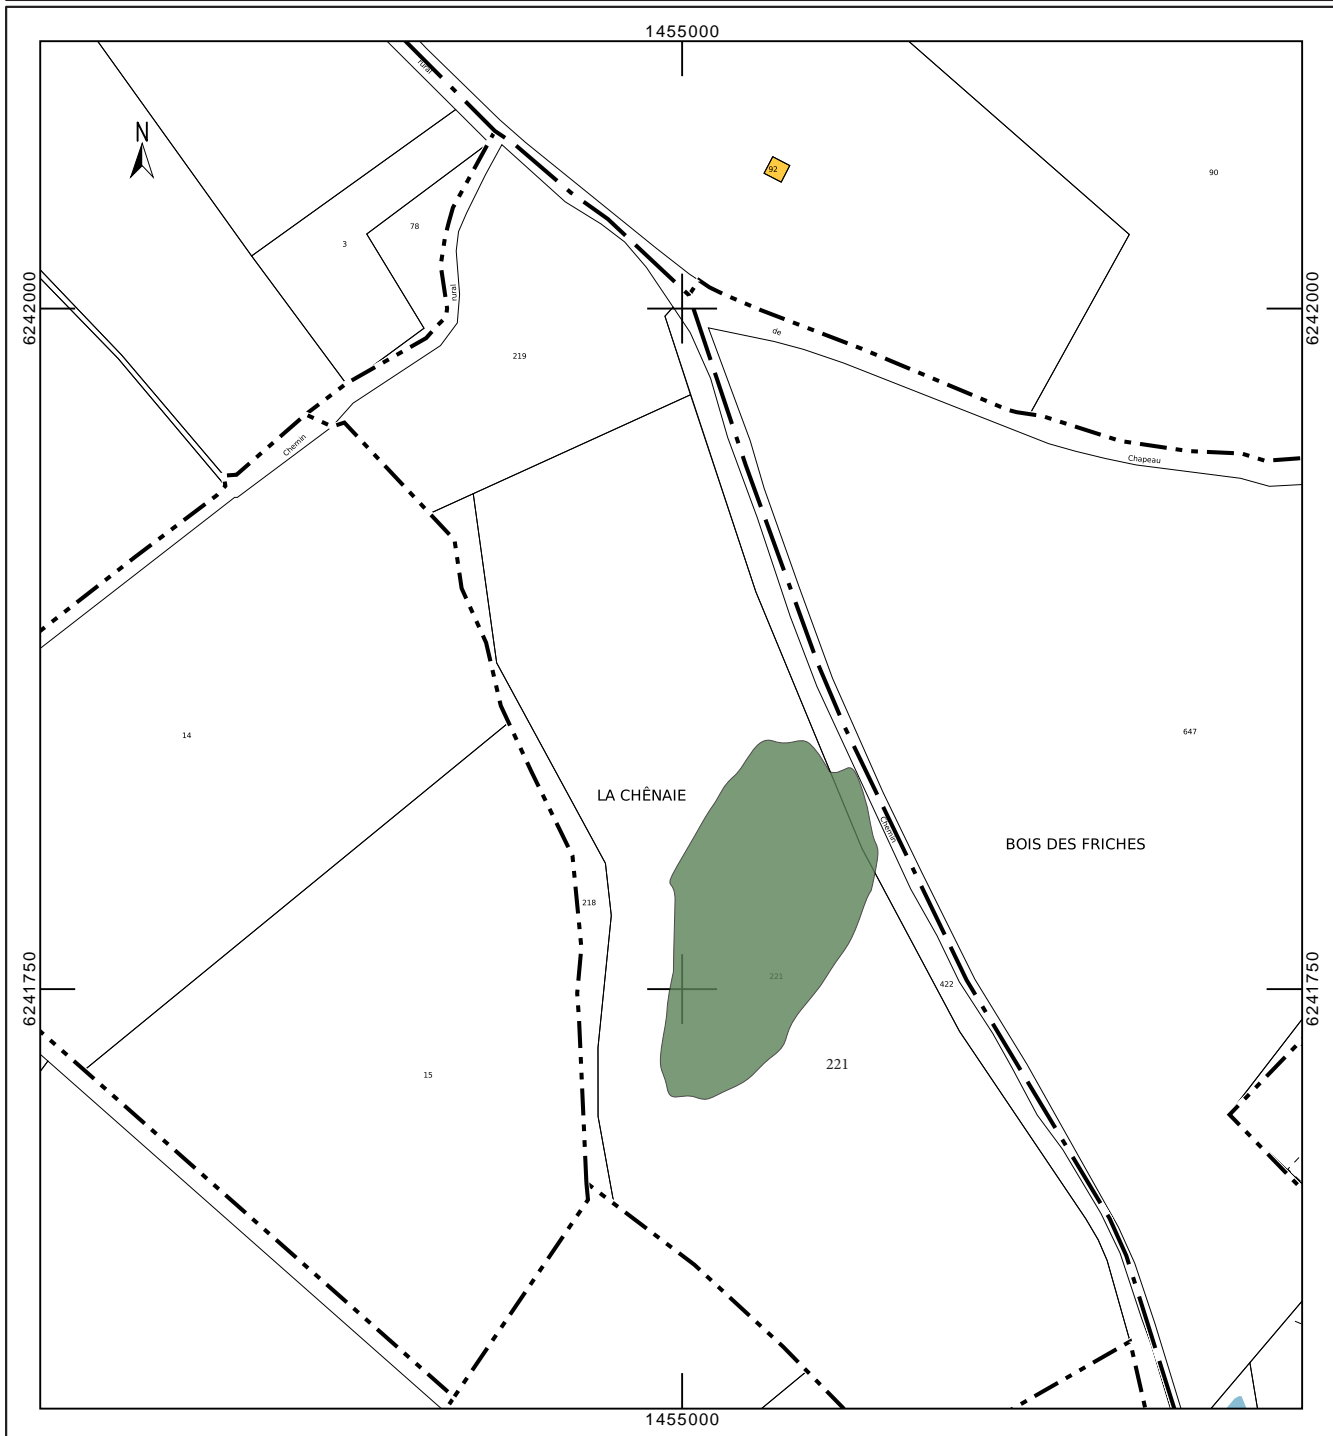 1455000
rural
N
92
90
78
3
rural
6242000
6242000
de
219
Chemin
Chapeau
14
647
LA CHÊNAIE
Chemin
BOIS DES FRICHES
218
221
422
6241750
6241750
221
15
1455000